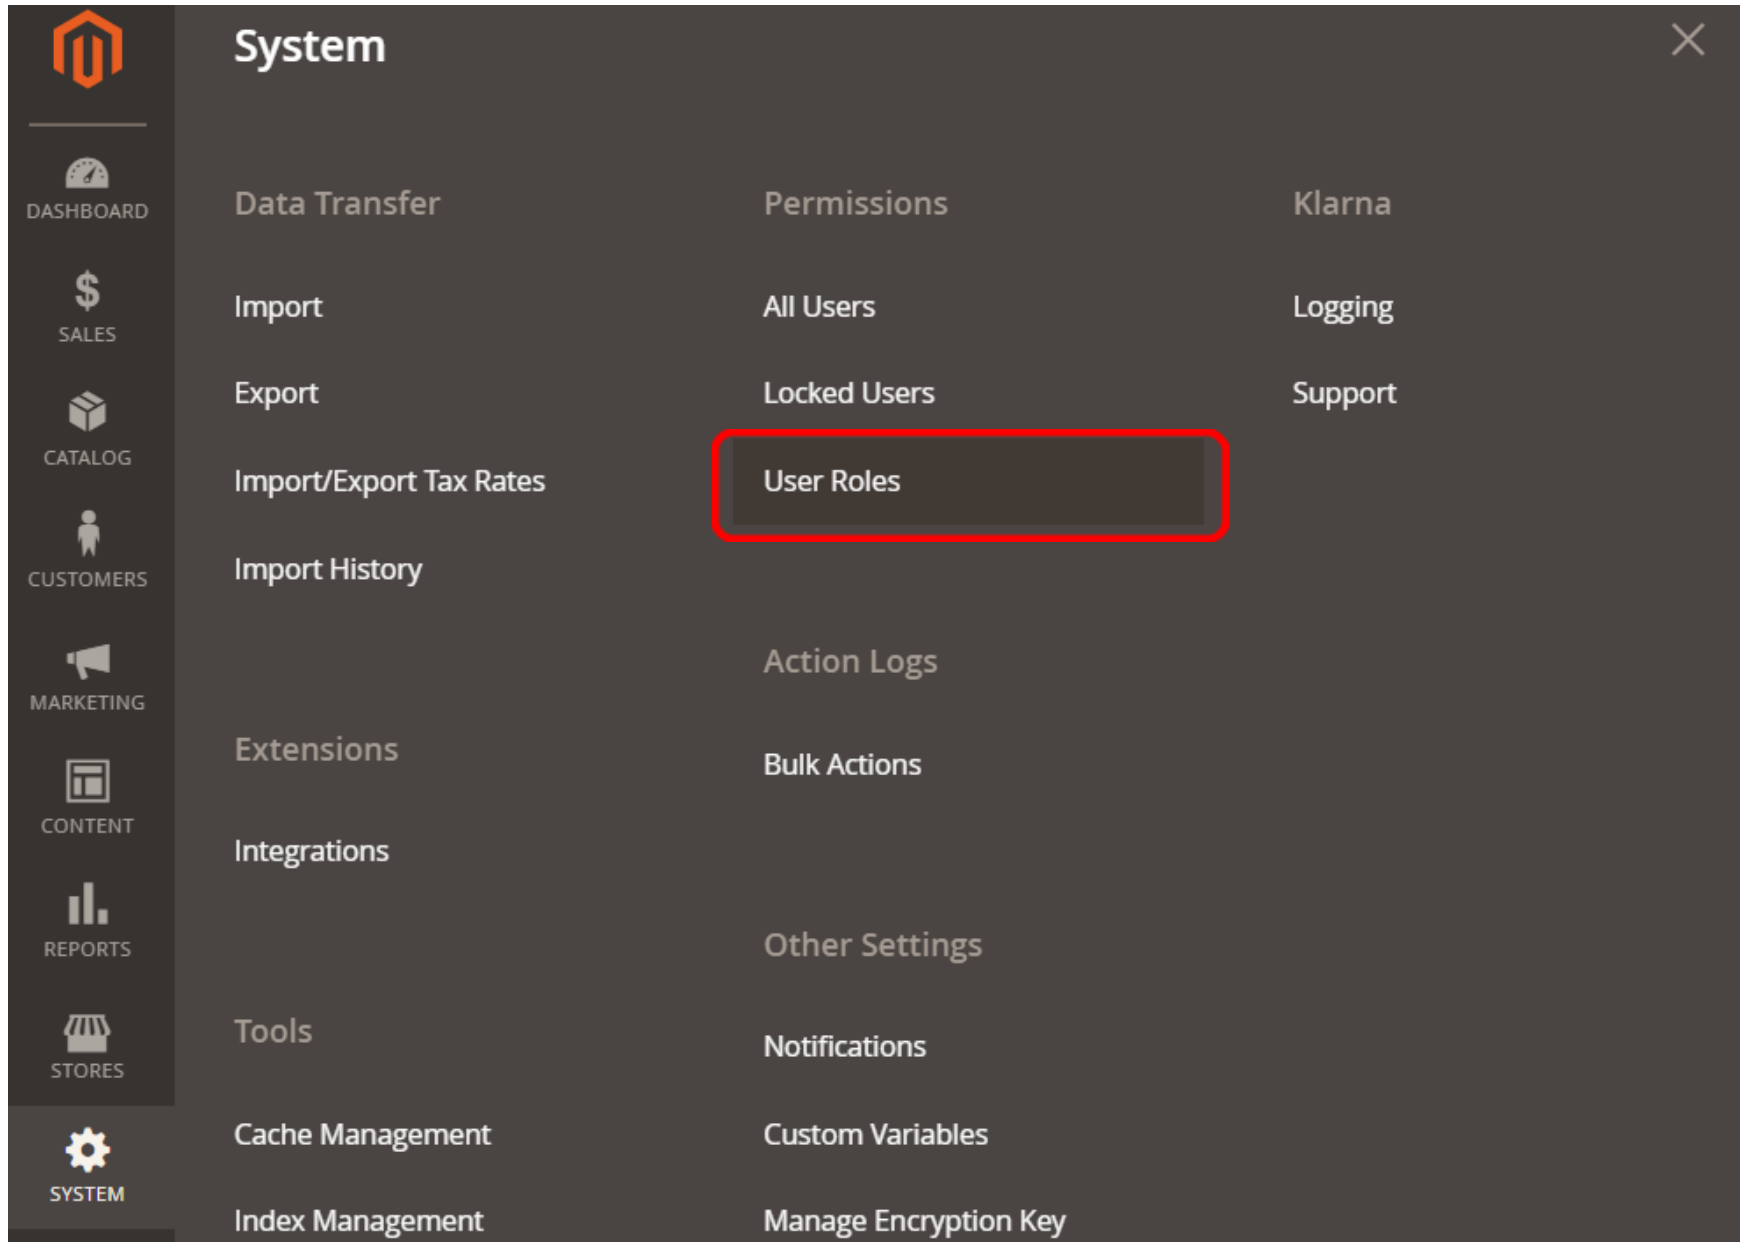 System
DASHBOARD
SALES
CATALOG
CUSTOMERS
MARKETING
CONTENT
REPORTS
STORES
SYSTEM
Data Transfer
Import
Export
Import/Export Tax Rates
Import History
Extensions
Integrations
Tools
Cache Management
Index Management
Permissions
All Users
Locked Users
User Roles
Action Logs
Bulk Actions
Other Settings
Notifications
Custom Variables
Manage Encryption Key
Klarna
Logging
Support